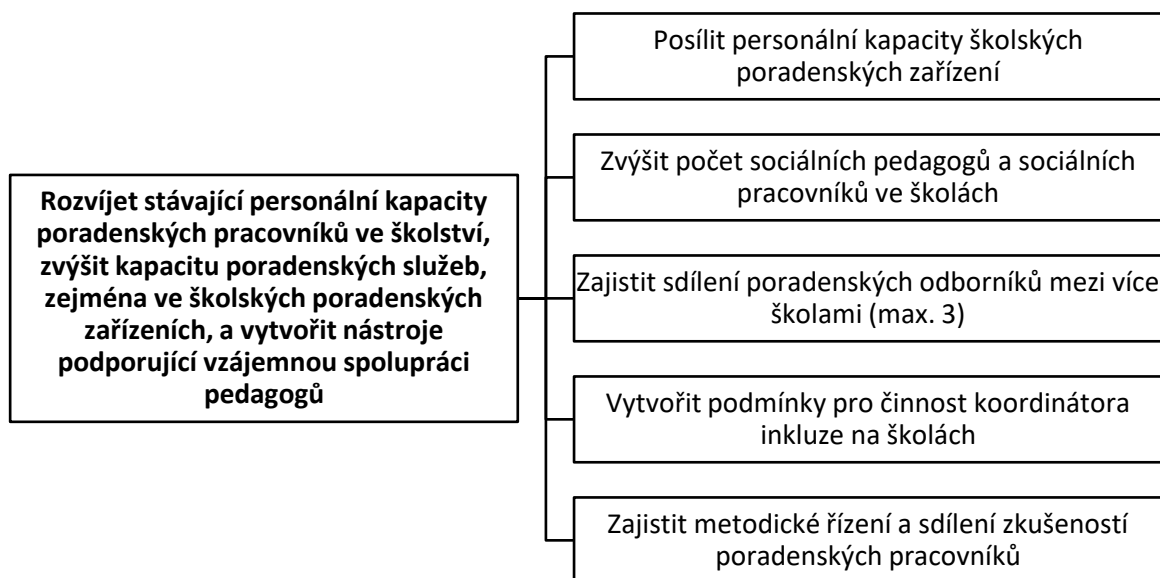 Rozvíjet stávající personální kapacity
poradenských pracovníků ve školství,
zvýšit kapacitu poradenských služeb,
zejména ve školských poradenských
zařízeních, a vytvořit nástroje
podporující vzájemnou spolupráci
pedagogů
Posílit personální kapacity školských
poradenských zařízení
Zvýšit počet sociálních pedagogů a sociálních
pracovníků ve školách
Zajistit sdílení poradenských odborníků mezi více
školami (max. 3)
Vytvořit podmínky pro činnost koordinátora
inkluze na školách
Zajistit metodické řízení a sdílení zkušeností
poradenských pracovníků